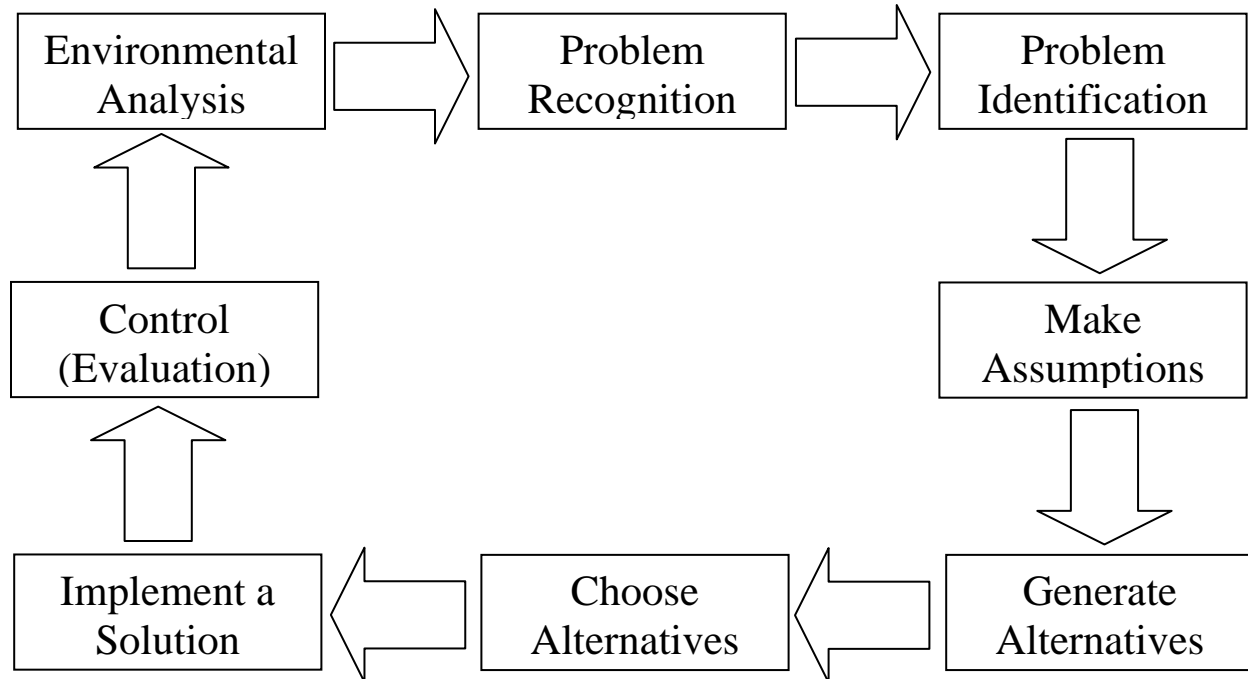 Environmental
Analysis
Problem
Recognition
Problem
Identification
Control
(Evaluation)
Make
Assumptions
Implement a
Solution
Choose
Alternatives
Generate
Alternatives